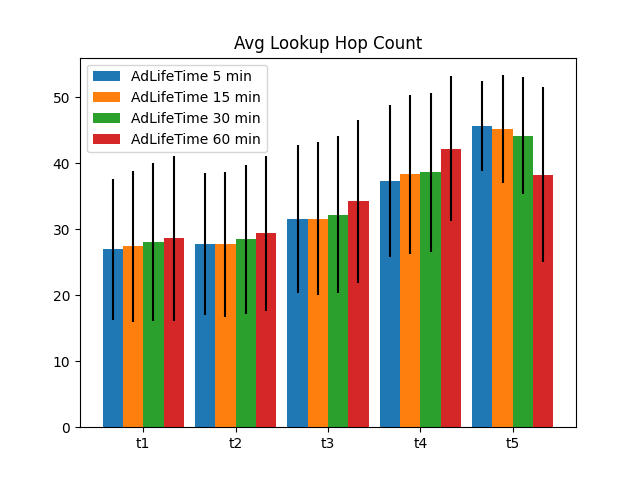 Avg Lookup Hop Count
AdLifeTime 5 min
AdLifeTime 15 min
AdLifeTime 30 min
AdLifeTime 60 min
50
40
30
20
10
0
t1 t2 t3 t4 t5